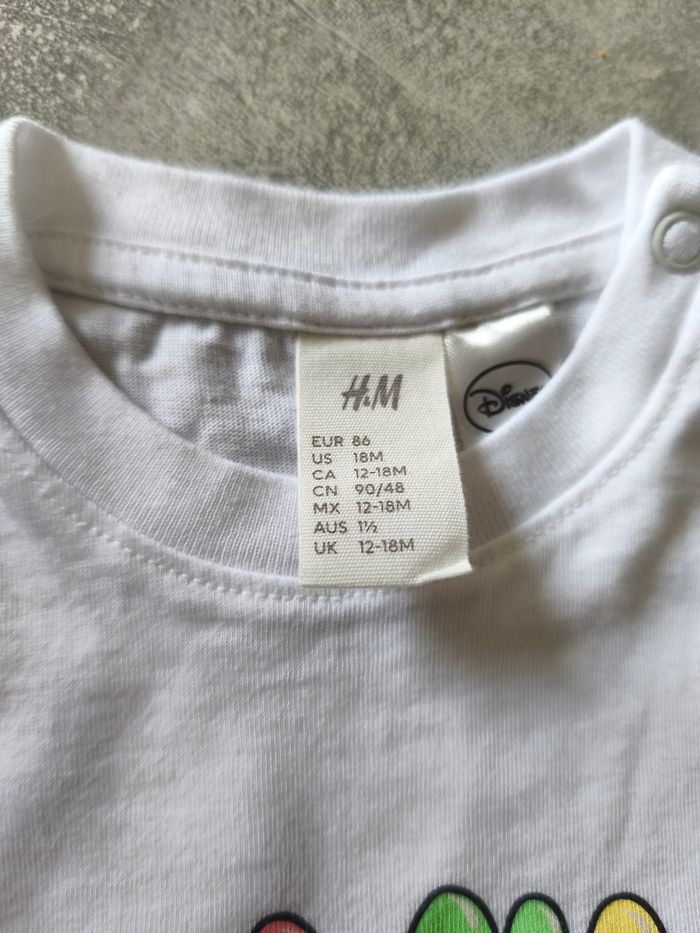 H&M
EUR 86
US 18M
CA 12-18M
CN 90/48
MX 12-18M
AUS 1½
UK 12-18M
Disney